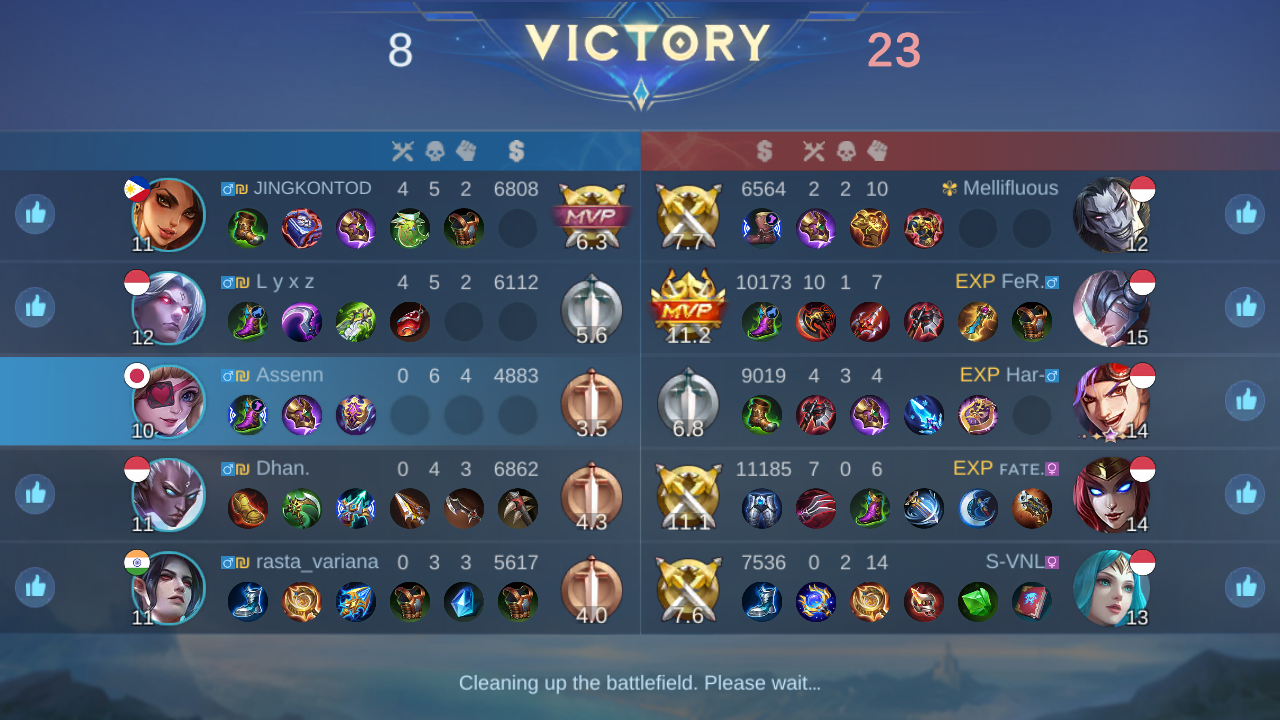 8 VICTORY 23
JINGKONTOD 4 5 2 6808 MVP 6.3 11
6564 2 2 10 Mellifluous 7.7 12
L y x z 4 5 2 6112 5.6 12
10173 10 1 7 EXP FeR. MVP 11.2 15
Assenn 0 6 4 4883 3.5 10
9019 4 3 4 EXP Har- 6.8 14
Dhan. 0 4 3 6862 4.3 11
11185 7 0 6 EXP ꜰᴀᴛᴇ. 11.1 14
rasta_variana 0 3 3 5617 4.0 11
7536 0 2 14 S-VNL 7.6 13
Cleaning up the battlefield. Please wait...